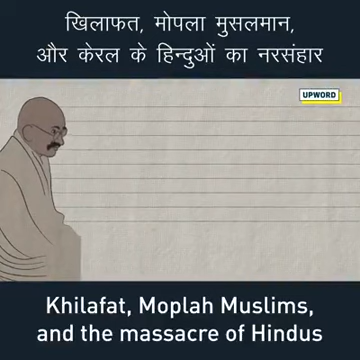 खिलाफत, मोपला मुसलमान,
और केरल के हिन्दुओं का नरसंहार
UPWORD
Khilafat, Moplah Muslims,
and the massacre of Hindus